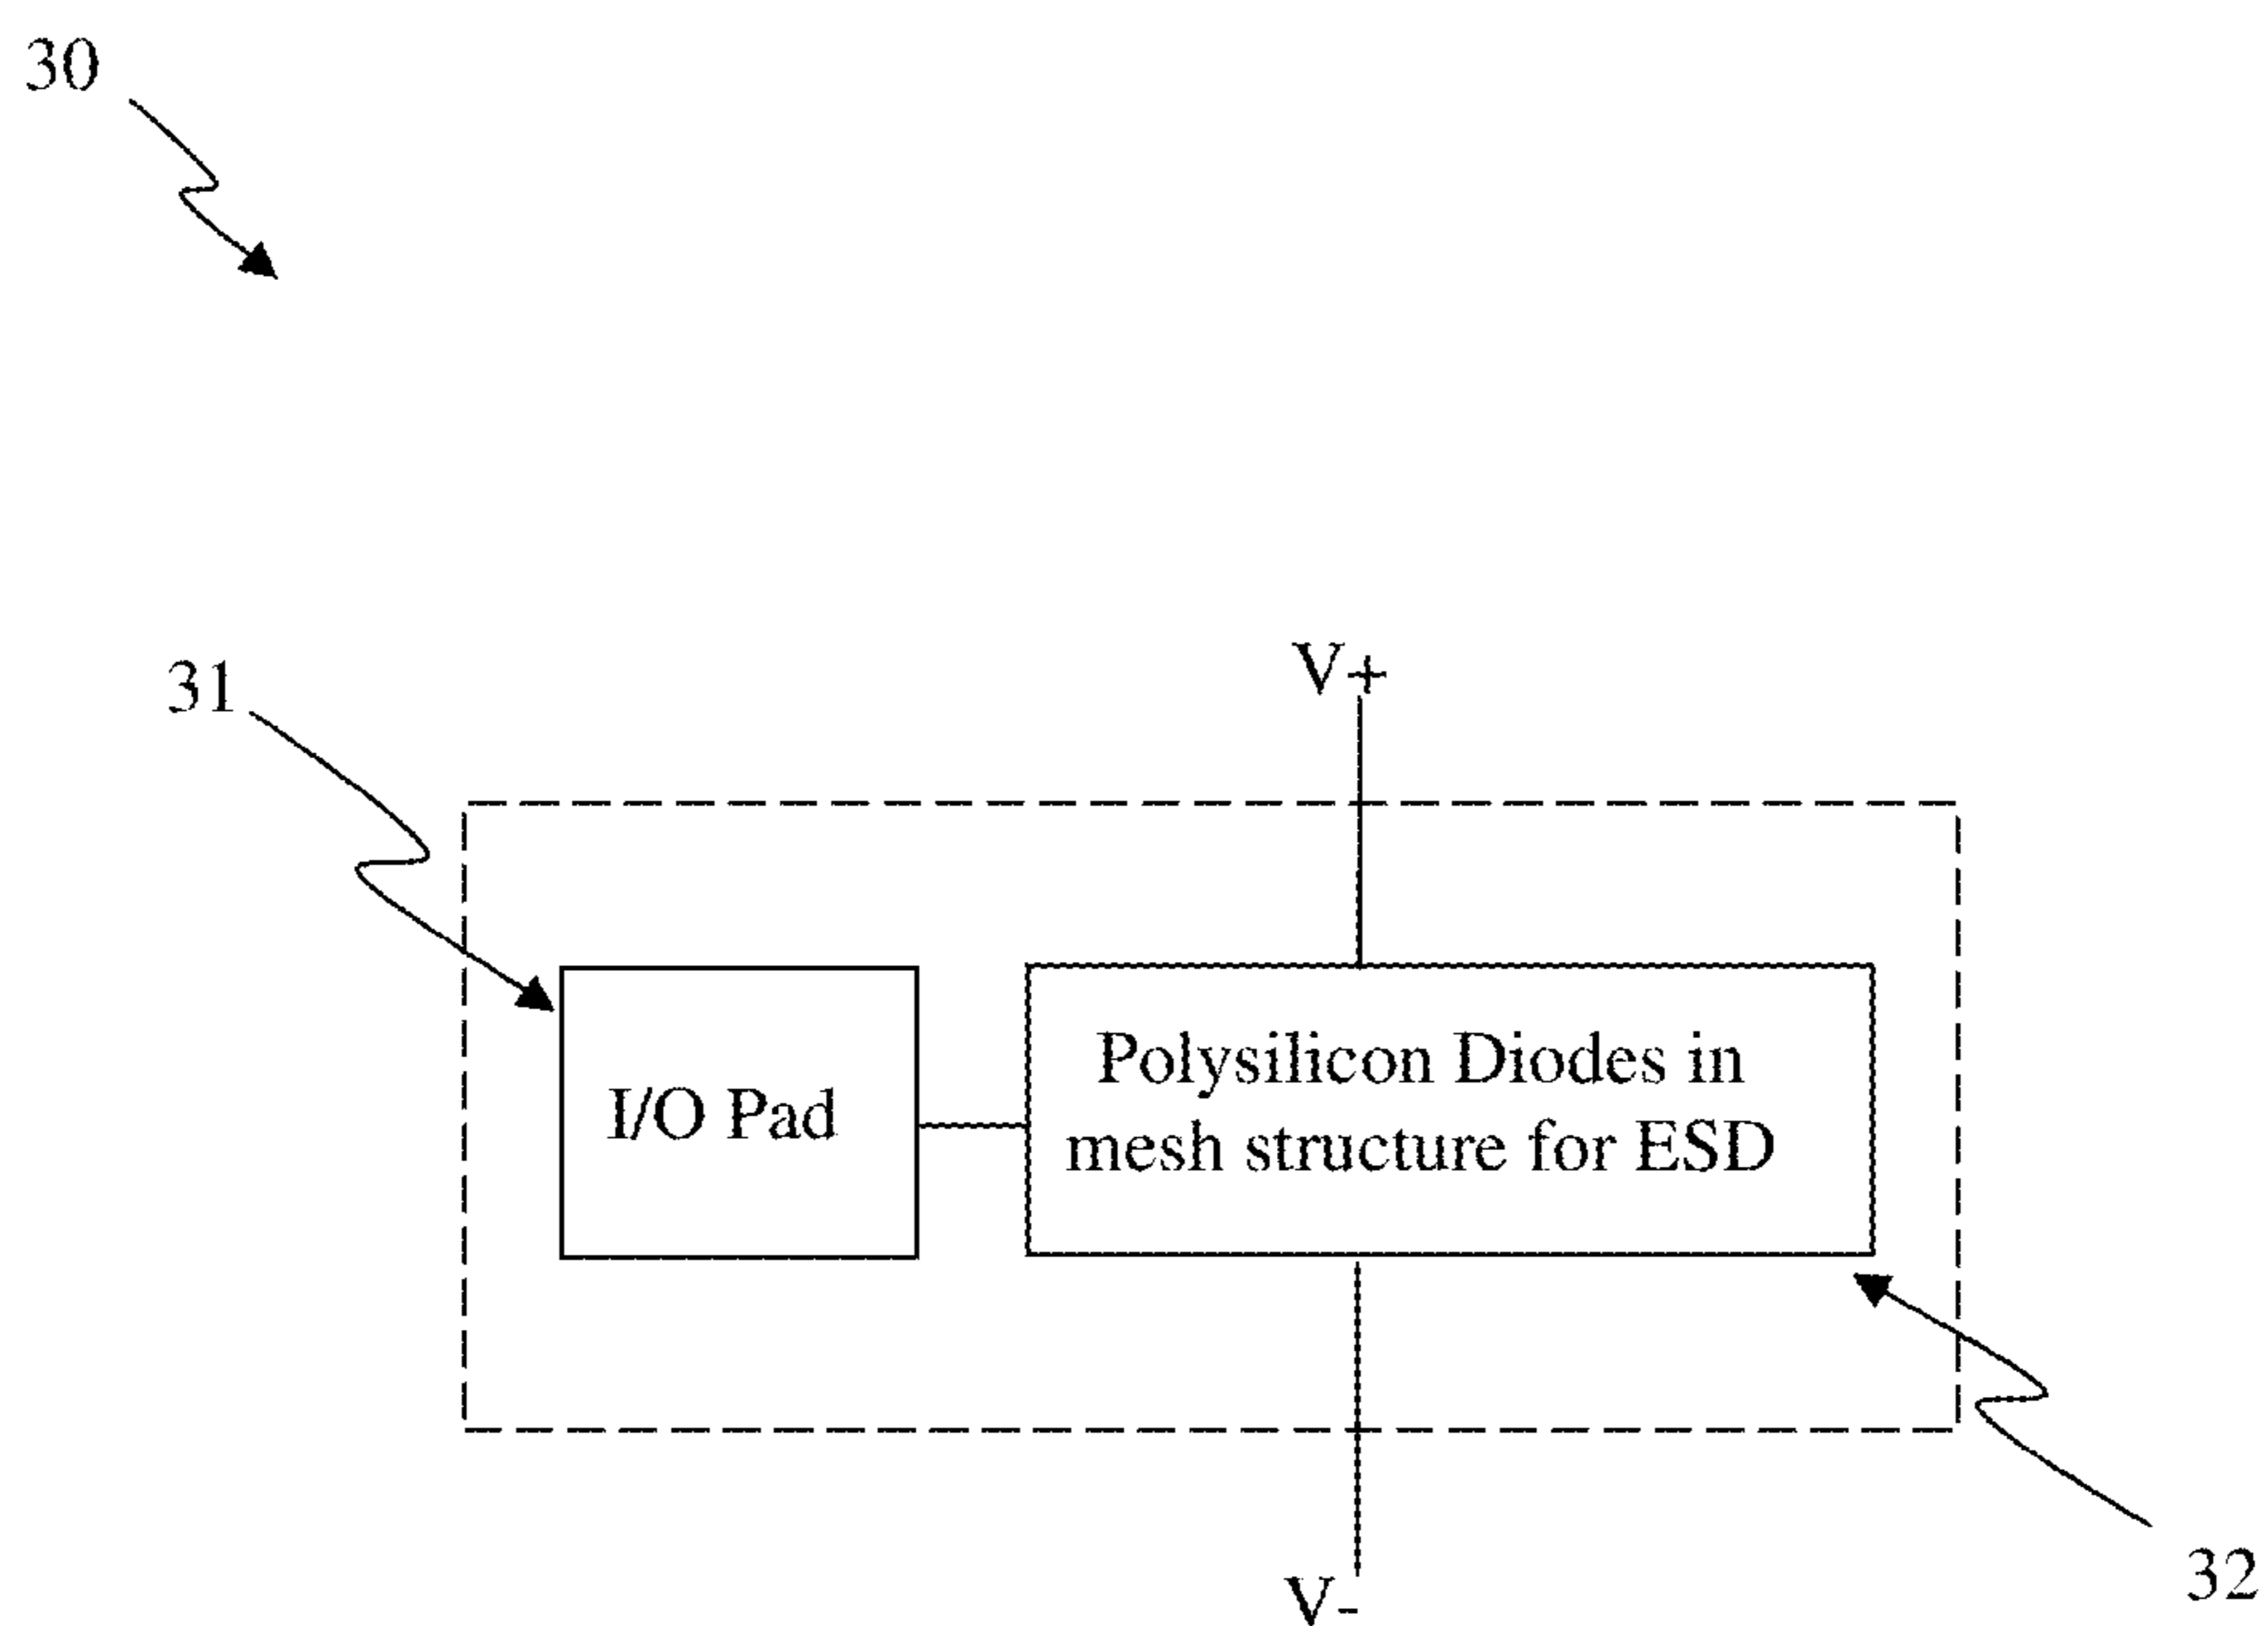 30
31
V+
I/O Pad
Polysilicon Diodes in
mesh structure for ESD
V-
32